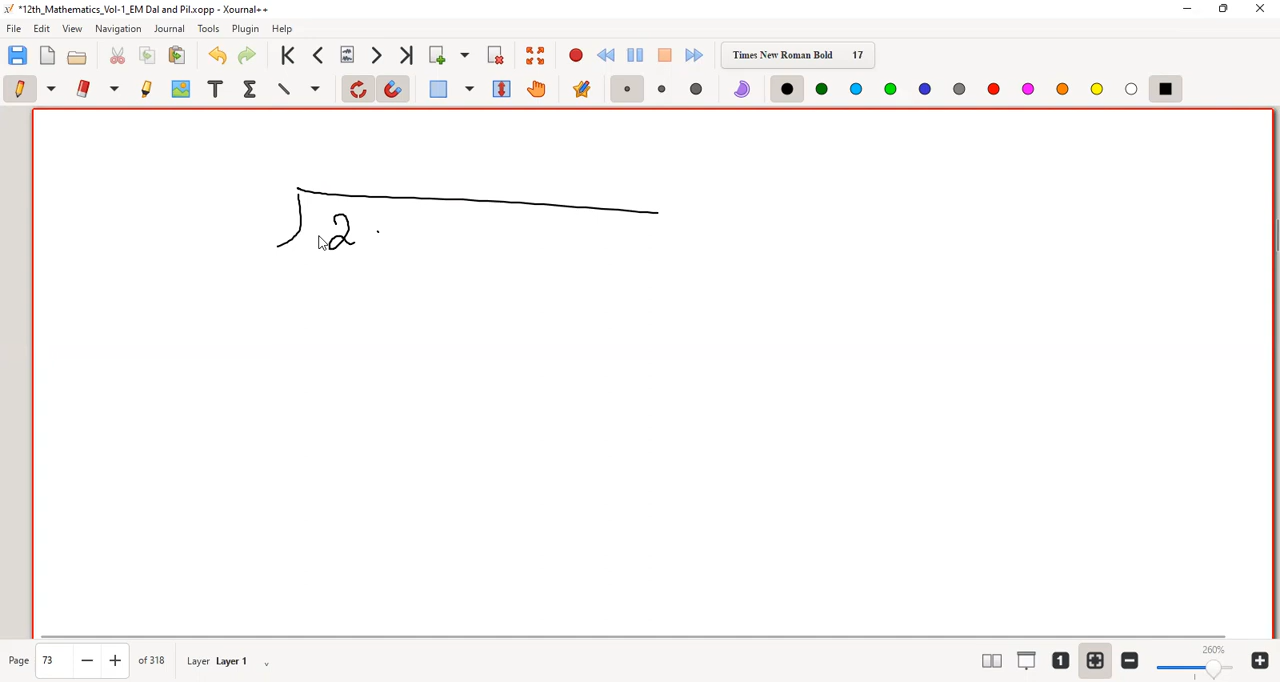 *12th_Mathematics_Vol-1_EM Dal and Pil.xopp - Xournal++
File Edit View Navigation Journal Tools Plugin Help
Times New Roman Bold 17
2 .
Page 73 of 318 Layer Layer 1 1 260%